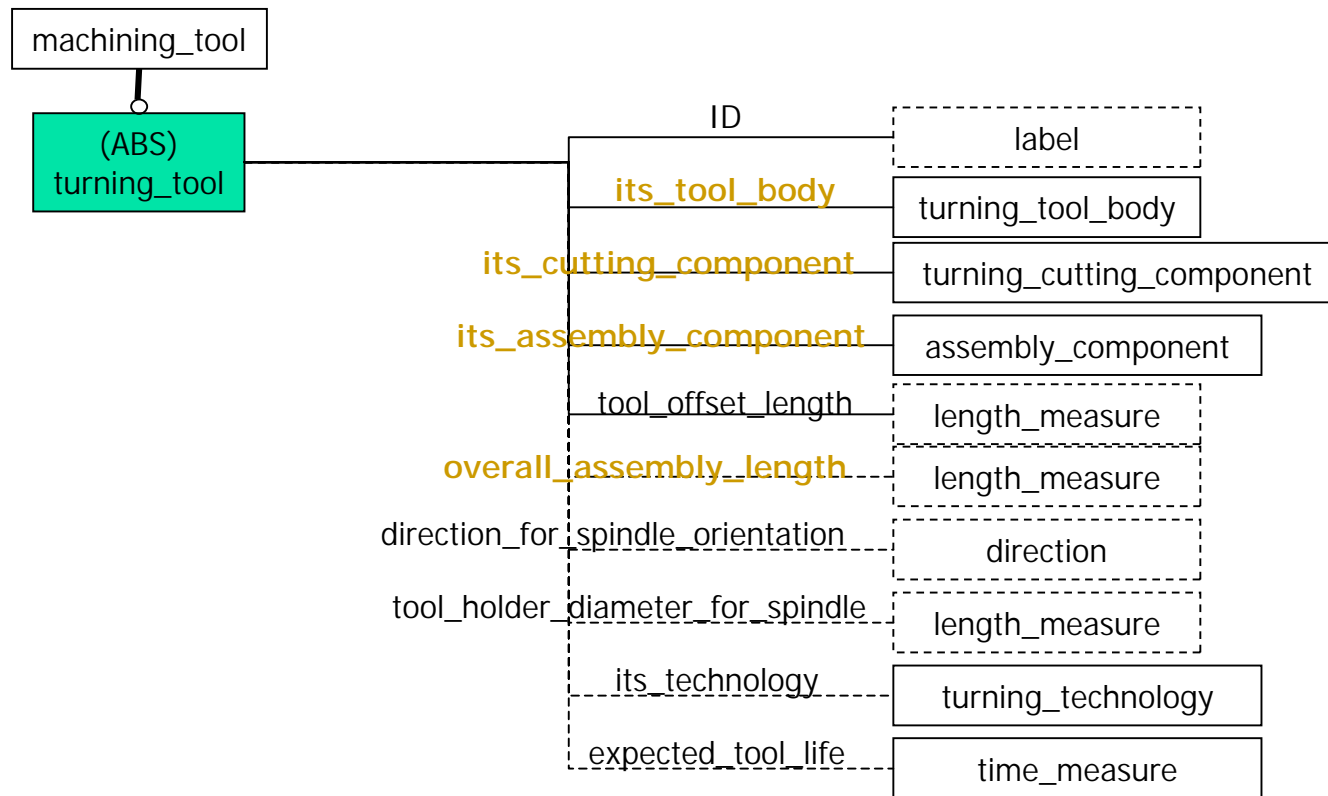 machining_tool
(ABS)
turning_tool
ID
label
its_tool_body
turning_tool_body
its_cutting_component
turning_cutting_component
its_assembly_component
assembly_component
tool_offset_length
length_measure
overall_assembly_length
length_measure
direction_for_spindle_orientation
direction
tool_holder_diameter_for_spindle
length_measure
its_technology
turning_technology
expected_tool_life
time_measure